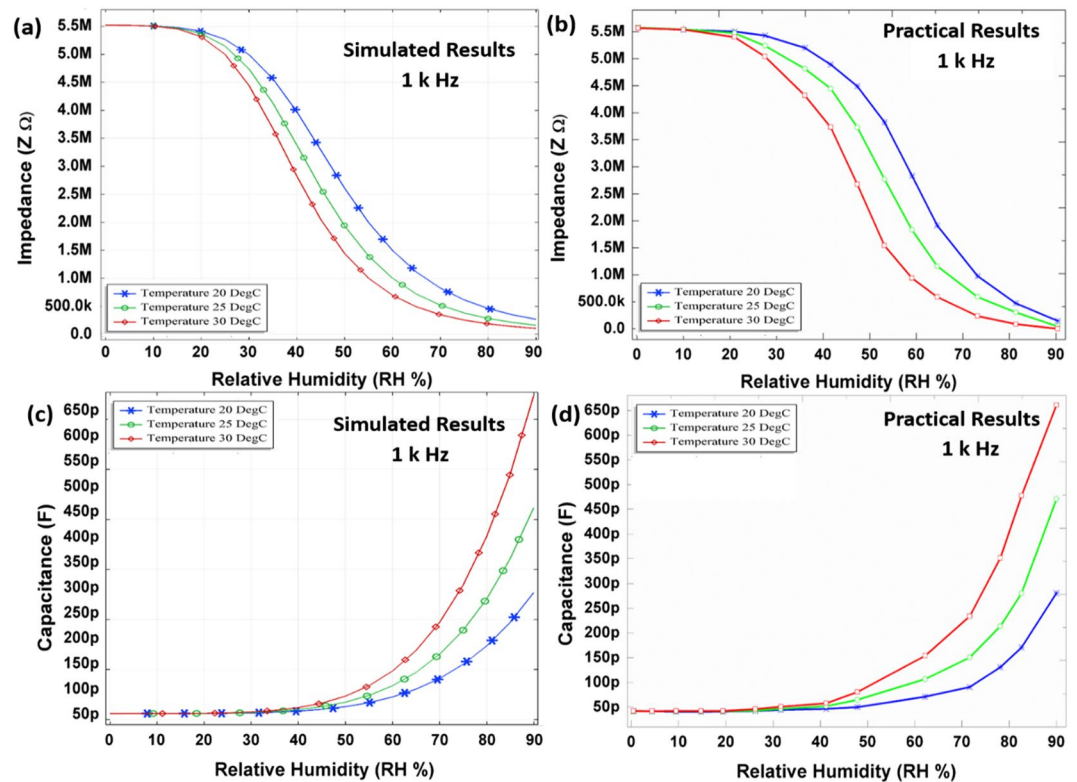 (a)
Simulated Results
1 k Hz
Impedance (Z Ω)
5.5M
5.0M
4.5M
4.0M
3.5M
3.0M
2.5M
2.0M
1.5M
1.0M
500.0k
0.0
Temperature 20 DegC
Temperature 25 DegC
Temperature 30 DegC
0 10 20 30 40 50 60 70 80 90
Relative Humidity (RH %)
(b)
Practical Results
1 k Hz
Impedance (Z Ω)
5.5M
5.0M
4.5M
4.0M
3.5M
3.0M
2.5M
2.0M
1.5M
1.0M
500.0k
0.0
Temperature 20 DegC
Temperature 25 DegC
Temperature 30 DegC
0 10 20 30 40 50 60 70 80 90
Relative Humidity (RH %)
(c)
Simulated Results
1 k Hz
Capacitance (F)
650p
600p
550p
500p
450p
400p
350p
300p
250p
200p
150p
100p
50p
Temperature 20 DegC
Temperature 25 DegC
Temperature 30 DegC
0 10 20 30 40 50 60 70 80 90
Relative Humidity (RH %)
(d)
Practical Results
1 k Hz
Capacitance (F)
650p
600p
550p
500p
450p
400p
350p
300p
250p
200p
150p
100p
50p
Temperature 20 DegC
Temperature 25 DegC
Temperature 30 DegC
0 10 20 30 40 50 60 70 80 90
Relative Humidity (RH %)